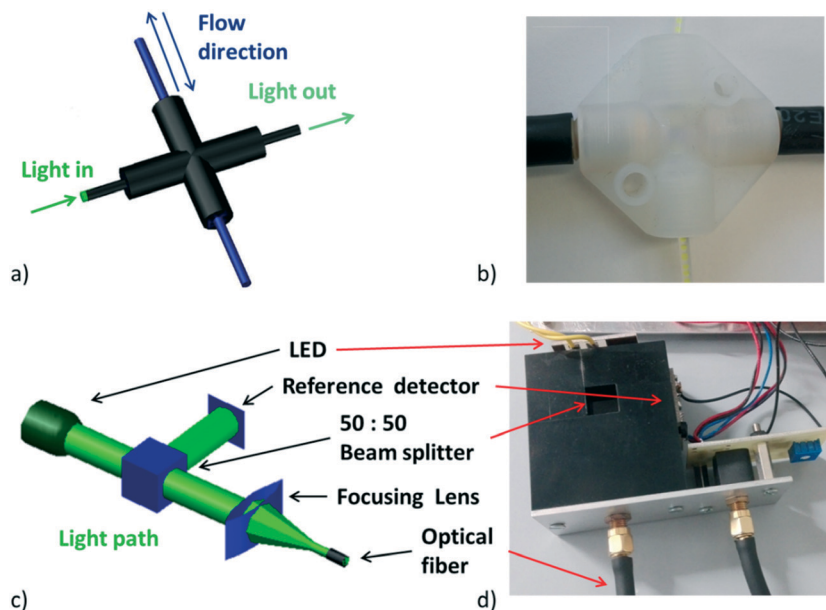 Flow
direction
Light out
Light in
a)
E20
b)
LED
Reference detector
50 : 50
Beam splitter
Focusing Lens
Light path
Optical
fiber
c)
d)